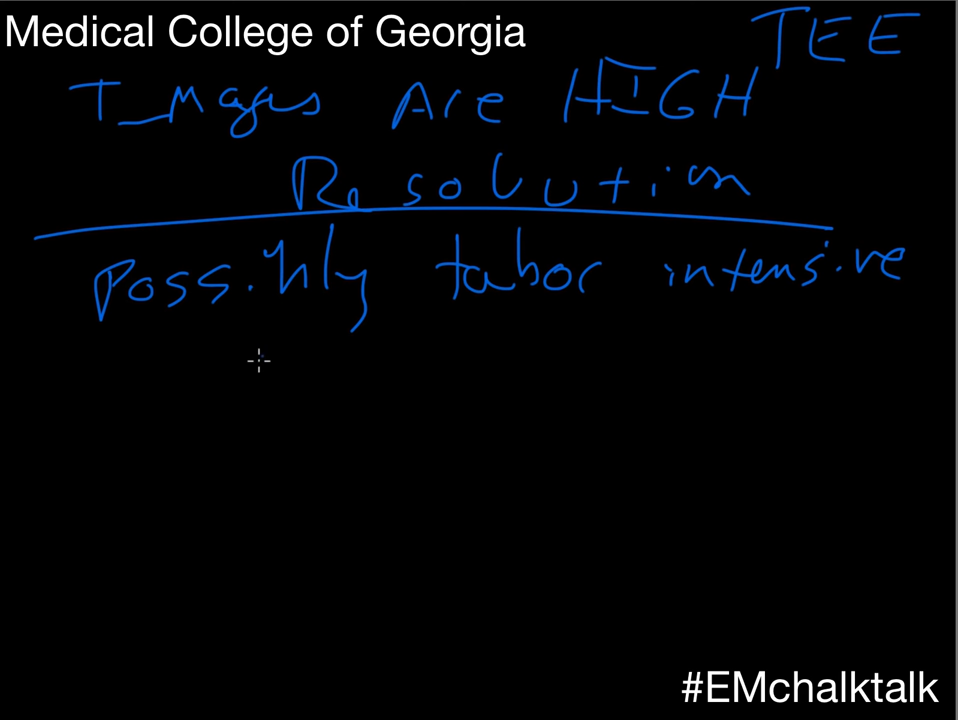 Medical College of Georgia
TEE
Images Are HIGH
Resolution
Possibly labor intensive
#EMchalktalk